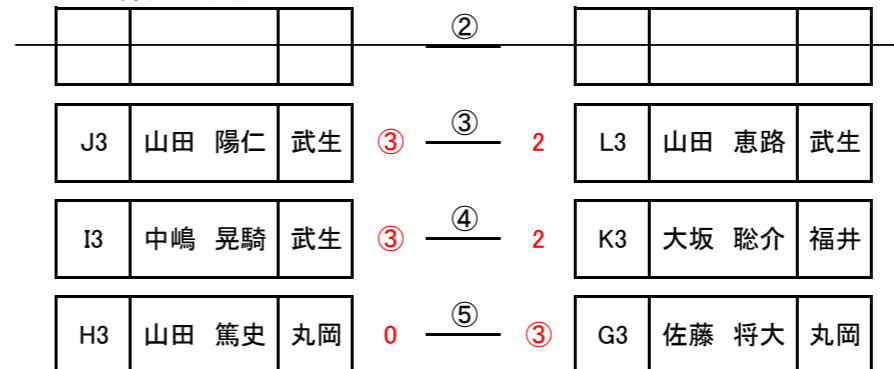 ②
J3 山田 陽仁 武生 ③ ③ 2 L3 山田 恵路 武生
I3 中嶋 晃騎 武生 ③ ④ 2 K3 大坂 聡介 福井
H3 山田 篤史 丸岡 0 ⑤ ③ G3 佐藤 将大 丸岡